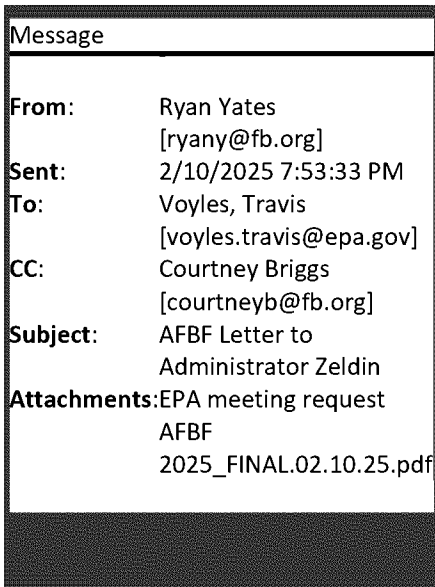 Message
From: Ryan Yates
[ryany@fb.org]
Sent: 2/10/2025 7:53:33 PM
To: Voyles, Travis
[voyles.travis@epa.gov]
CC: Courtney Briggs
[courtneyb@fb.org]
Subject: AFBF Letter to
Administrator Zeldin
Attachments:EPA meeting request
AFBF
2025_FINAL.02.10.25.pdf